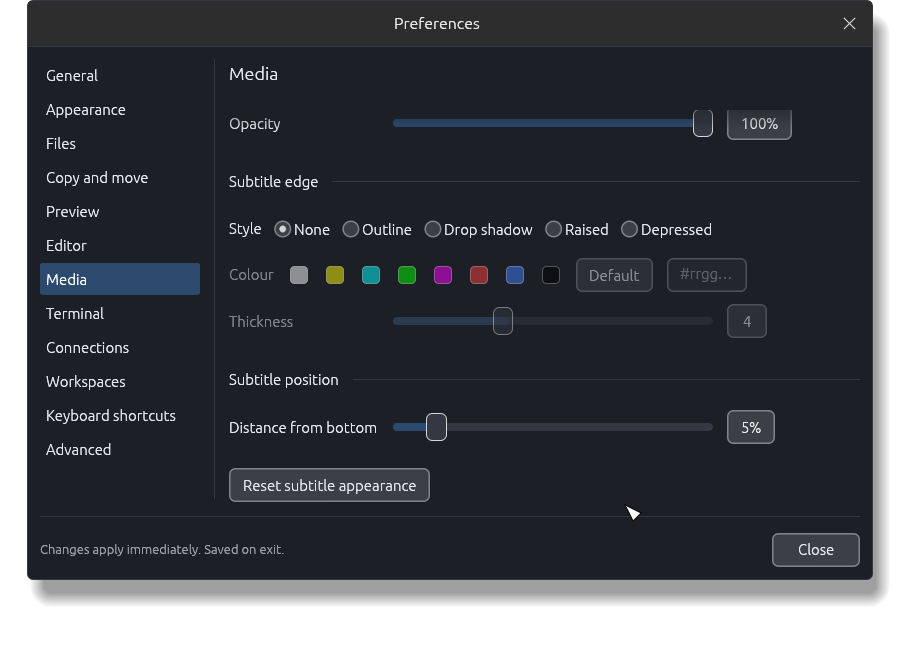 Preferences
General
Appearance
Files
Copy and move
Preview
Editor
Media
Terminal
Connections
Workspaces
Keyboard shortcuts
Advanced
Media
Opacity 100%
Subtitle edge
Style None Outline Drop shadow Raised Depressed
Colour Default #rrgg...
Thickness 4
Subtitle position
Distance from bottom 5%
Reset subtitle appearance
Changes apply immediately. Saved on exit.
Close